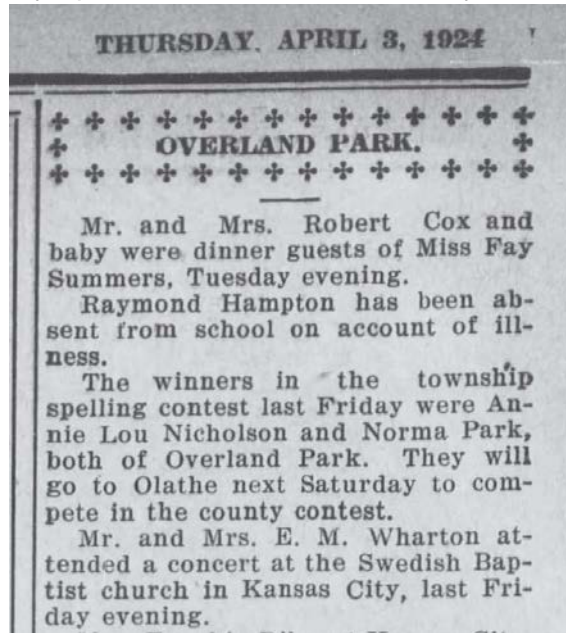 THURSDAY, APRIL 3, 1924
OVERLAND PARK.
Mr. and Mrs. Robert Cox and
baby were dinner guests of Miss Fay
Summers, Tuesday evening.
Raymond Hampton has been ab-
sent from school on account of ill-
ness.
The winners in the township
spelling contest last Friday were An-
nie Lou Nicholson and Norma Park,
both of Overland Park. They will
go to Olathe next Saturday to com-
pete in the county contest.
Mr. and Mrs. E. M. Wharton at-
tended a concert at the Swedish Bap-
tist church in Kansas City, last Fri-
day evening.